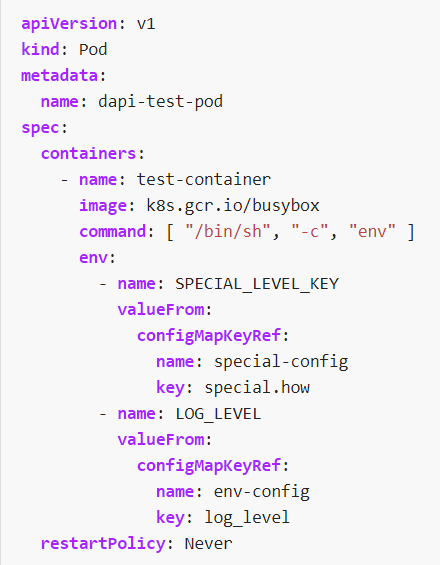 apiVersion: v1
kind: Pod
metadata:
  name: dapi-test-pod
spec:
  containers:
    - name: test-container
      image: k8s.gcr.io/busybox
      command: [ "/bin/sh", "-c", "env" ]
      env:
        - name: SPECIAL_LEVEL_KEY
          valueFrom:
            configMapKeyRef:
              name: special-config
              key: special.how
        - name: LOG_LEVEL
          valueFrom:
            configMapKeyRef:
              name: env-config
              key: log_level
  restartPolicy: Never